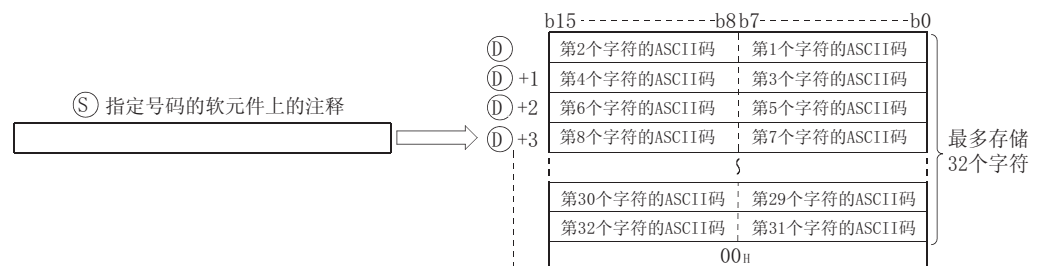 b15 b8 b7 b0
Ⓓ 第2个字符的ASCII码 第1个字符的ASCII码
Ⓓ +1 第4个字符的ASCII码 第3个字符的ASCII码
Ⓢ 指定号码的软元件上的注释
Ⓓ +2 第6个字符的ASCII码 第5个字符的ASCII码
Ⓓ +3 第8个字符的ASCII码 第7个字符的ASCII码
最多存储
32个字符
第30个字符的ASCII码 第29个字符的ASCII码
第32个字符的ASCII码 第31个字符的ASCII码
00H